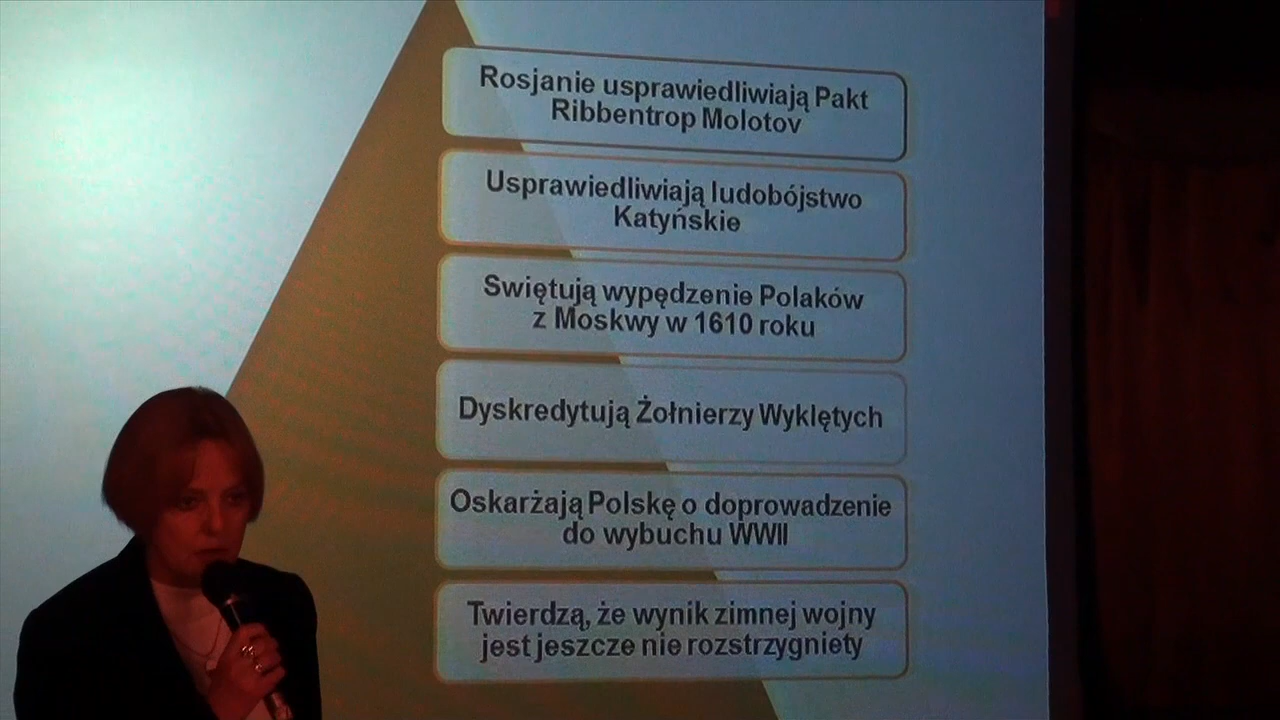 Rosjanie usprawiedliwiają Pakt
Ribbentrop Molotov
Usprawiedliwiają ludobójstwo
Katyńskie
Swiętują wypędzenie Polaków
z Moskwy w 1610 roku
Dyskredytują Żołnierzy Wyklętych
Oskarżają Polskę o doprowadzenie
do wybuchu WWII
Twierdzą, że wynik zimnej wojny
jest jeszcze nie rozstrzygniety